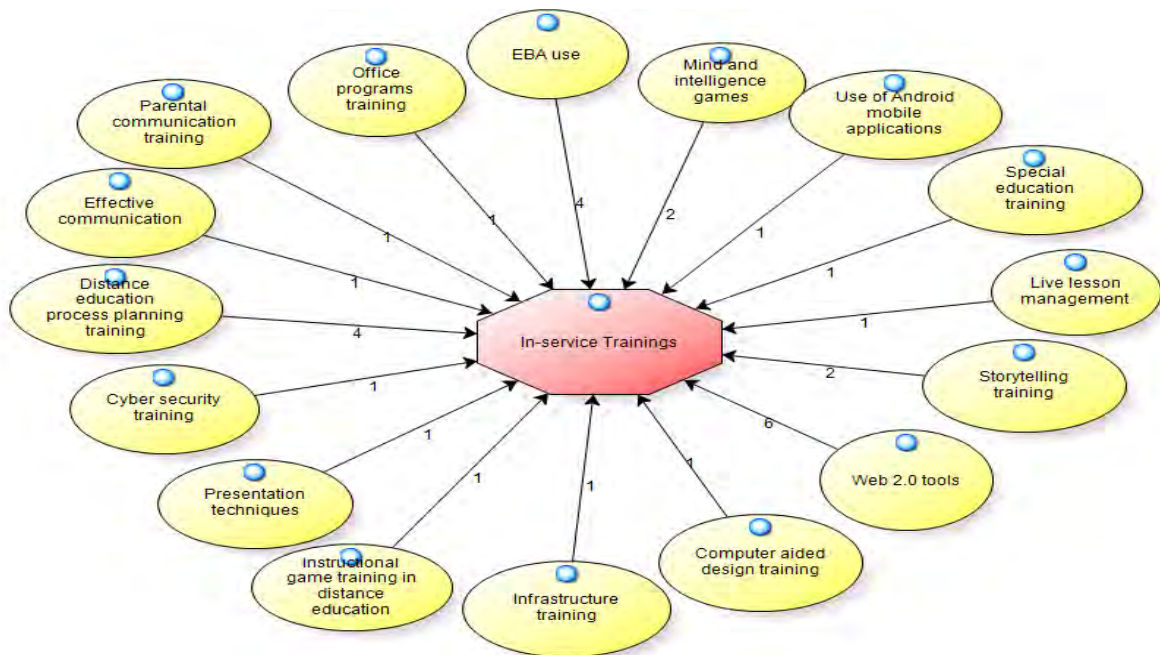 EBA use
4
Mind and
intelligence
games
2
Use of Android
mobile
applications
1
Special
education
training
1
Live lesson
management
1
Storytelling
training
2
Web 2.0 tools
6
Computer aided
design training
1
Infrastructure
training
1
Instructional
game training in
distance
education
1
Presentation
techniques
1
Cyber security
training
1
Distance
education
process planning
training
4
Effective
communication
1
Parental
communication
training
1
Office
programs
training
1
In-service Trainings